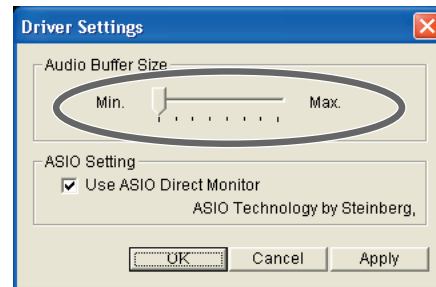 Driver Settings
Audio Buffer Size
Min. Max.
ASIO Setting
Use ASIO Direct Monitor
ASIO Technology by Steinberg,
OK Cancel Apply